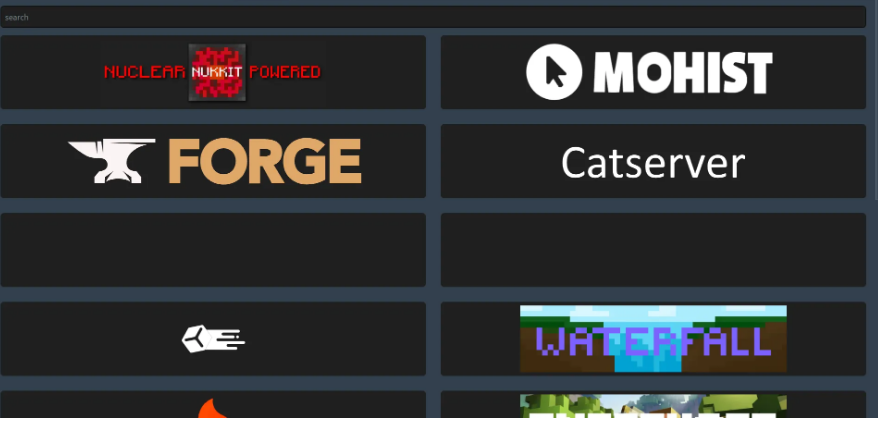 search
NUCLEAR NUKKIT POWERED
MOHIST
FORGE
Catserver
WATERFALL